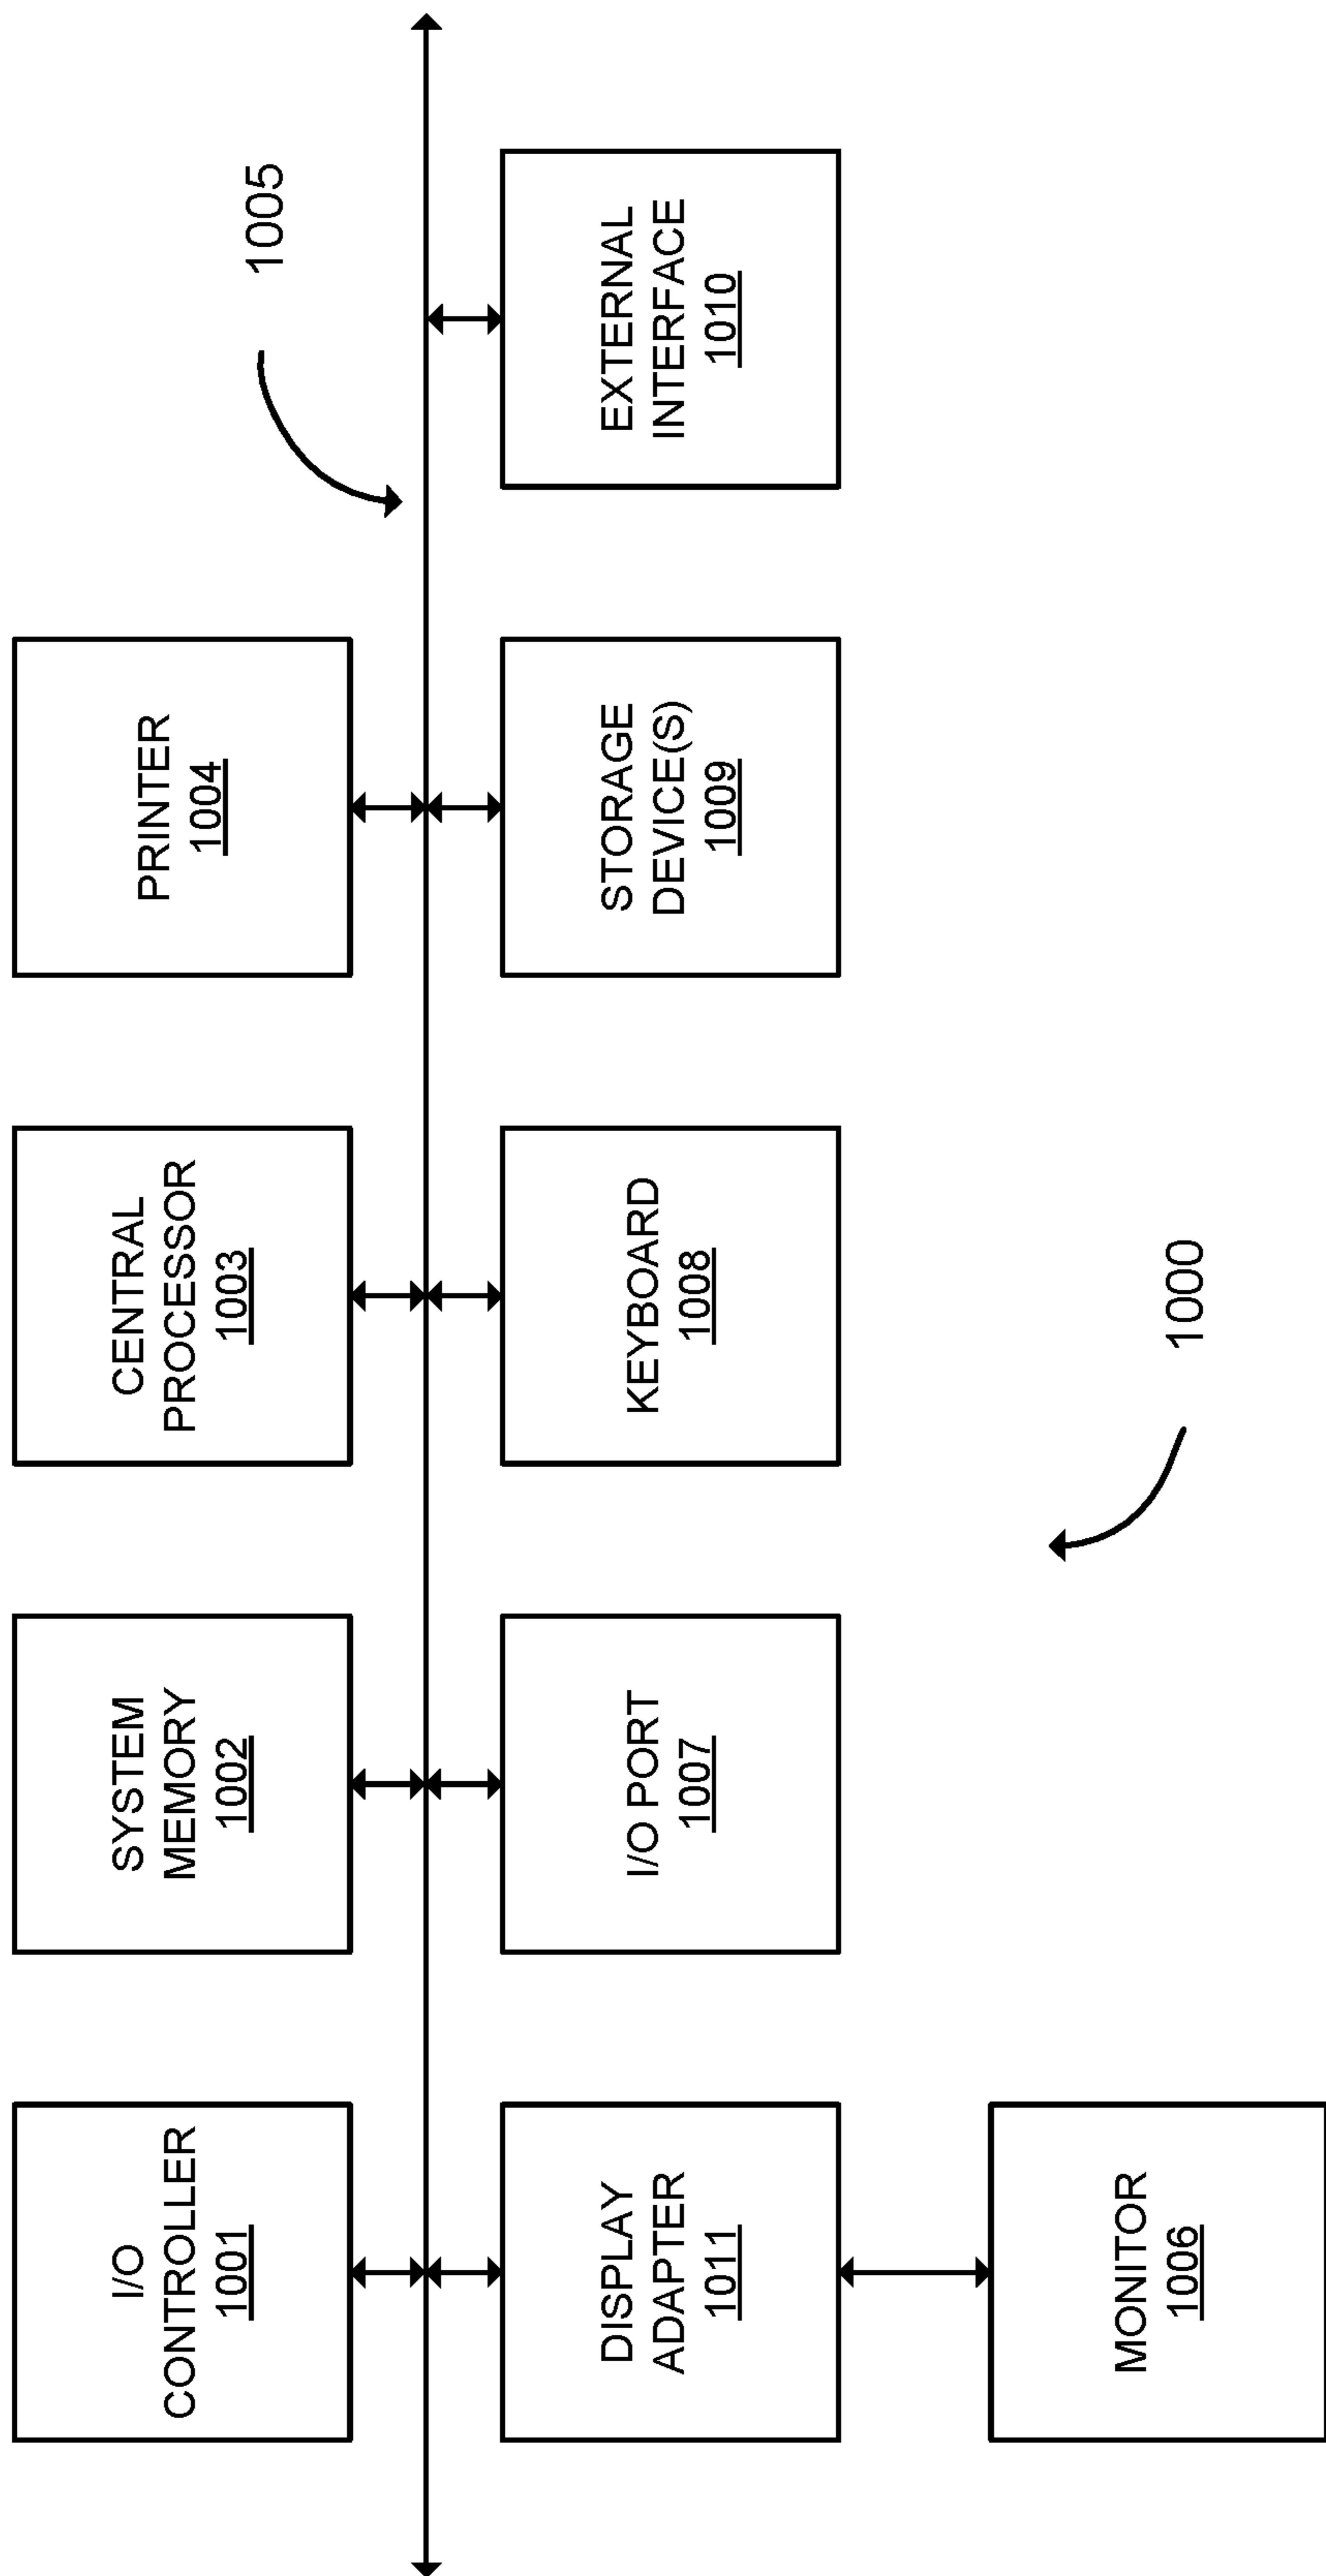 I/O
CONTROLLER
1001
SYSTEM
MEMORY
1002
CENTRAL
PROCESSOR
1003
PRINTER
1004
1005
DISPLAY
ADAPTER
1011
I/O PORT
1007
KEYBOARD
1008
STORAGE
DEVICE(S)
1009
EXTERNAL
INTERFACE
1010
MONITOR
1006
1000